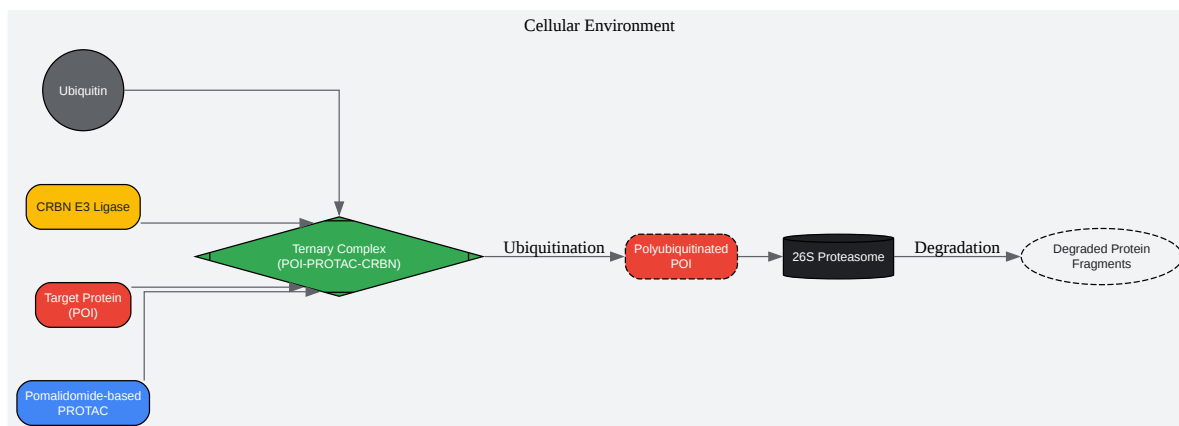 Cellular Environment
Ubiquitin
CRBN E3 Ligase
Target Protein
(POI)
Pomalidomide-based
PROTAC
Ternary Complex
(POI-PROTAC-CRBN)
Ubiquitination
Polyubiquitinated
POI
26S Proteasome
Degradation
Degraded Protein
Fragments